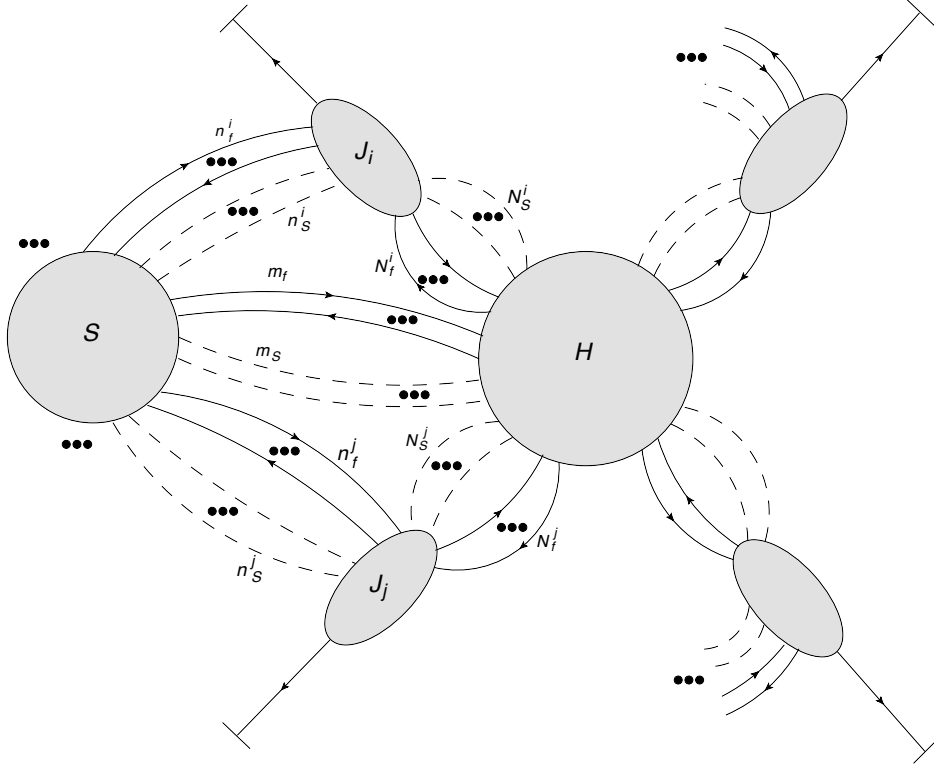 n_f^i
J_i
N_S^i
n_S^i
N_f^i
m_f
S
H
m_S
N_S^j
n_f^j
N_f^j
n_S^j
J_j